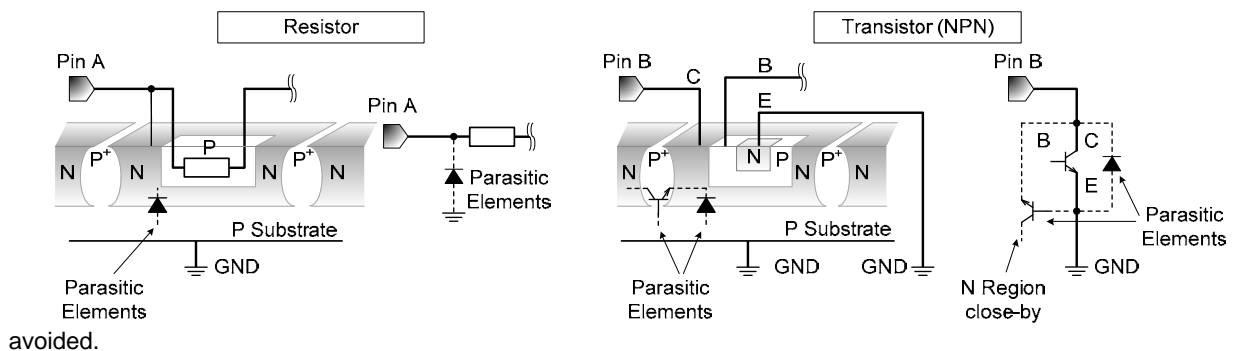 Resistor
Pin A
P
N
P+
N
N
P+
N
Parasitic
Elements
P Substrate
GND
Pin A
Parasitic
Elements
Transistor (NPN)
Pin B
C
B
E
N
P+
N
N
P
N
P+
N
Parasitic
Elements
P Substrate
GND
GND
Pin B
B
C
E
Parasitic
Elements
GND
N Region
close-by
avoided.